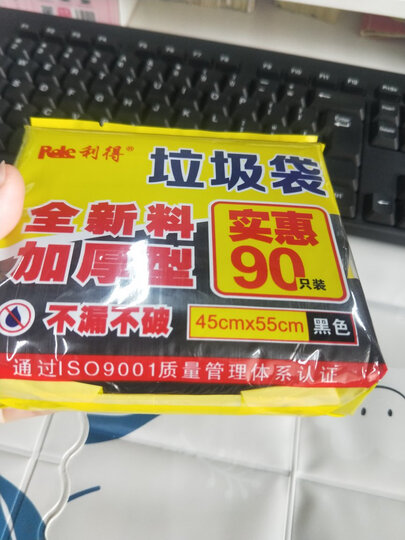 Rele 利得®
垃圾袋
全新料
加厚型
实惠
90只装
不漏不破
45cmx55cm 黑色
通过ISO9001质量管理体系认证